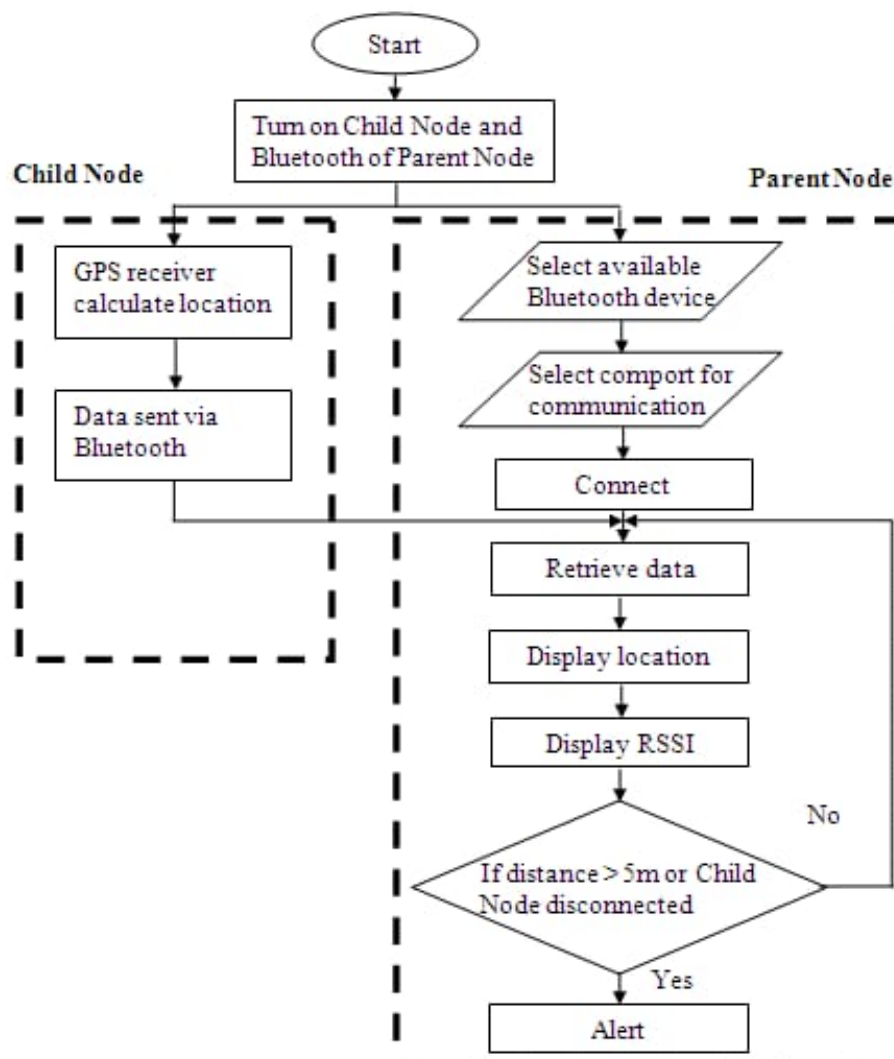 Start
Turn on Child Node and
Bluetooth of Parent Node
Child Node
Parent Node
GPS receiver
calculate location
Data sent via
Bluetooth
Select available
Bluetooth device
Select comport for
communication
Connect
Retrieve data
Display location
Display RSSI
If distance > 5m or Child
Node disconnected
No
Yes
Alert